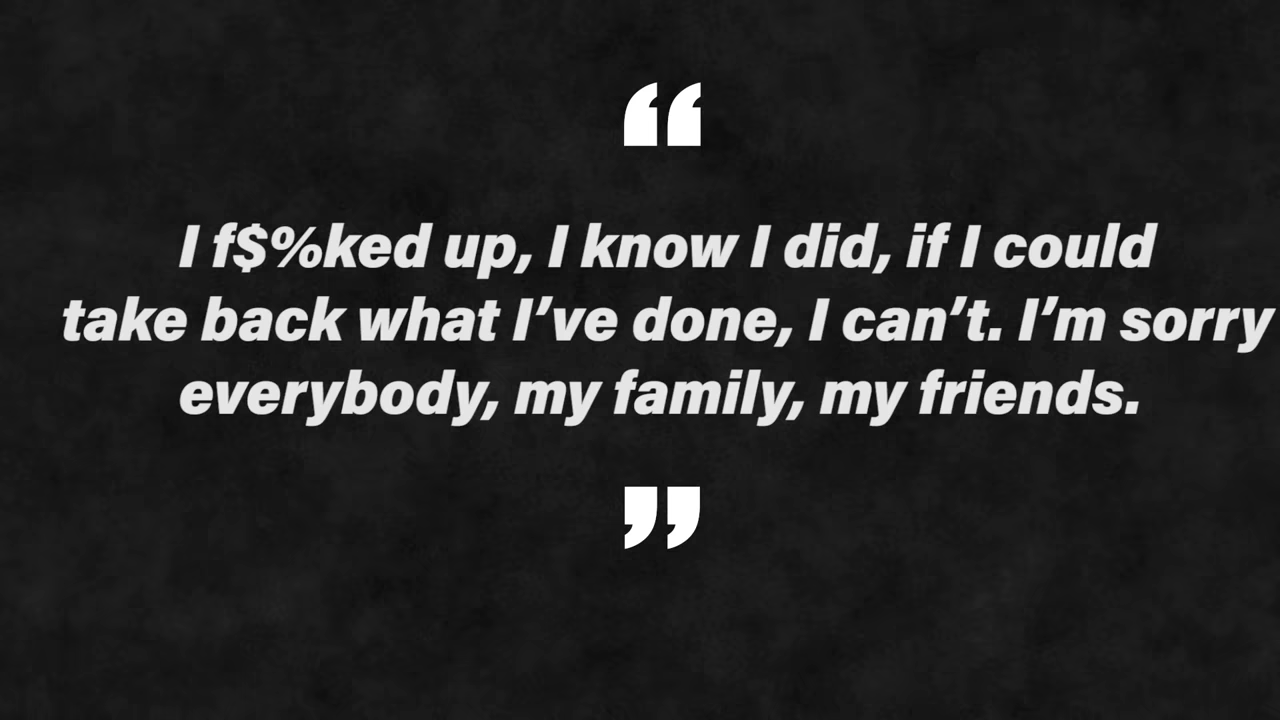 “
I f$%ked up, I know I did, if I could
take back what I’ve done, I can’t. I’m sorry
everybody, my family, my friends.
”